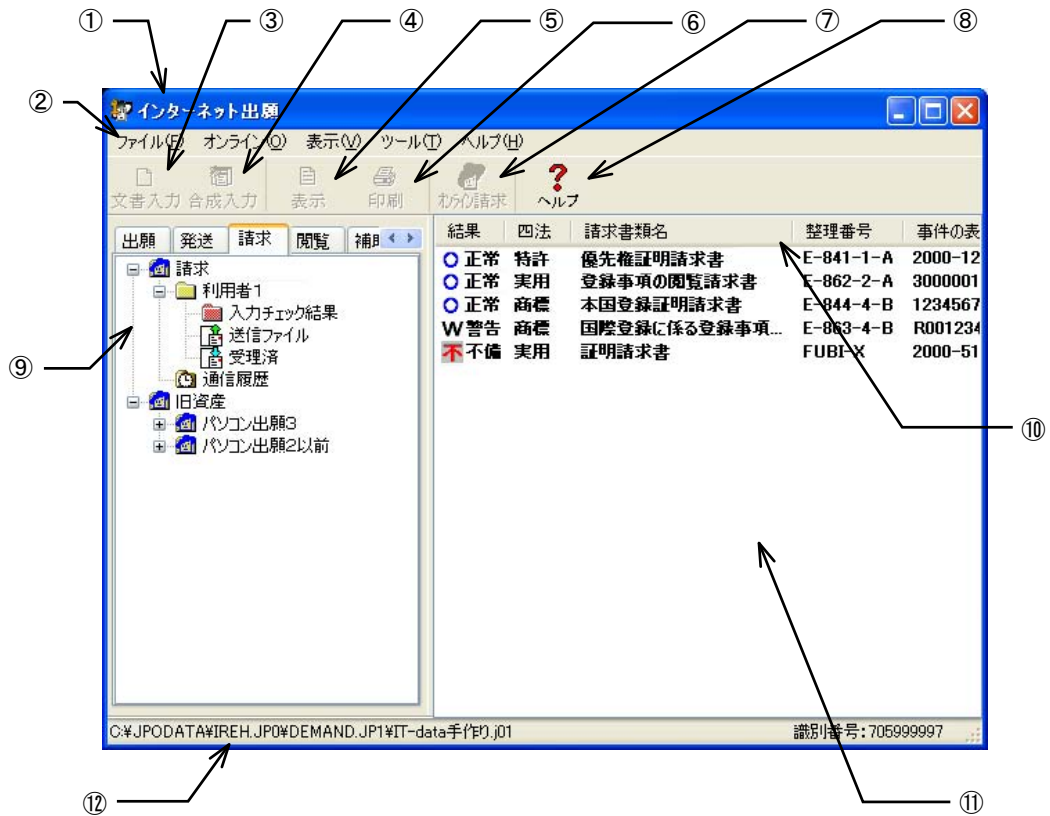 ① ③ ④ ⑤ ⑥ ⑦ ⑧
②
インターネット出願
ファイル(F) オンライン(O) 表示(V) ツール(T) ヘルプ(H)
文書入力 合成入力 表示 印刷 オンライン請求 ヘルプ
出願 発送 請求 閲覧
結果 四法 請求書類名 整理番号 事件の表
請求
利用者1
入力チェック結果
送信ファイル
受理済
通信履歴
旧資産
パソコン出願3
パソコン出願2以前
正常 特許 優先権証明請求書 E-841-1-A 2000-12
正常 実用 登録事項の閲覧請求書 E-862-2-A 3000001
正常 商標 本国登録証明請求書 E-844-4-B 1234567
W 警告 商標 国際登録に係る登録事項... E-863-4-B R001234
不 不備 実用 証明請求書 FUBI-X 2000-51
⑨
⑩
C:¥JPODATA¥IREH.JP0¥DEMAND.JP1¥IT-data手作り.j01 識別番号:705999997
⑫ ⑪